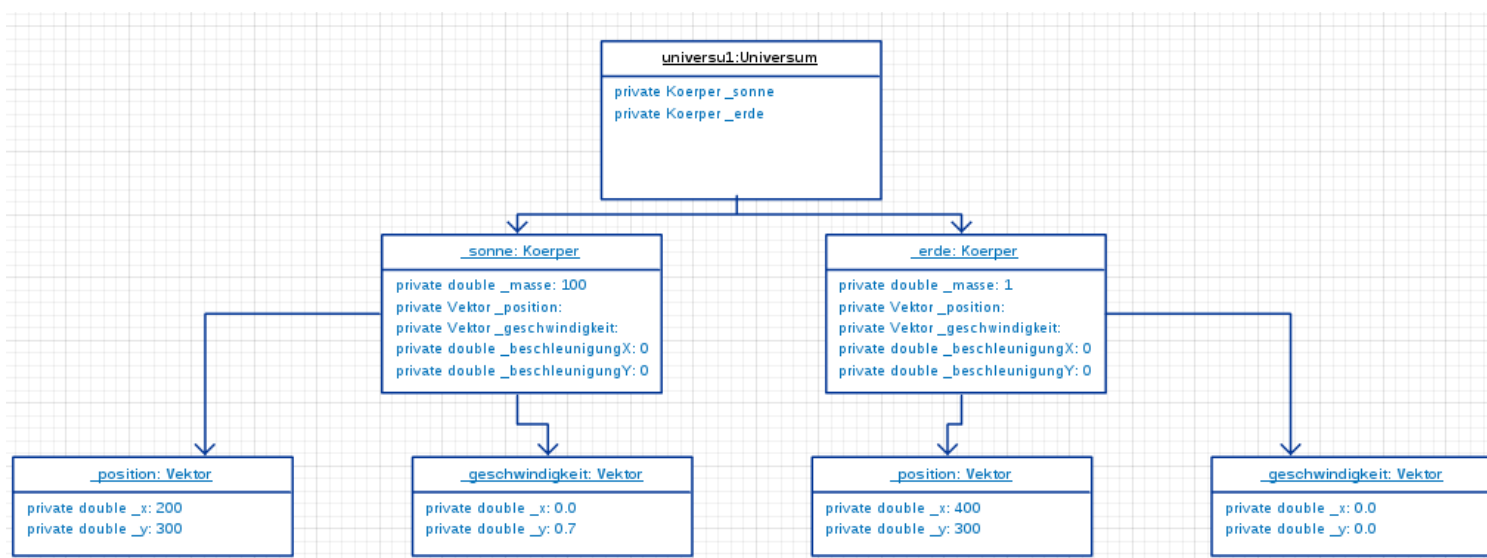 universu1:Universum
private Koerper _sonne
private Koerper _erde
_sonne: Koerper
private double _masse: 100
private Vektor _position:
private Vektor _geschwindigkeit:
private double _beschleunigungX: 0
private double _beschleunigungY: 0
_erde: Koerper
private double _masse: 1
private Vektor _position:
private Vektor _geschwindigkeit:
private double _beschleunigungX: 0
private double _beschleunigungY: 0
_position: Vektor
private double _x: 200
private double _y: 300
_geschwindigkeit: Vektor
private double _x: 0.0
private double _y: 0.7
_position: Vektor
private double _x: 400
private double _y: 300
_geschwindigkeit: Vektor
private double _x: 0.0
private double _y: 0.0